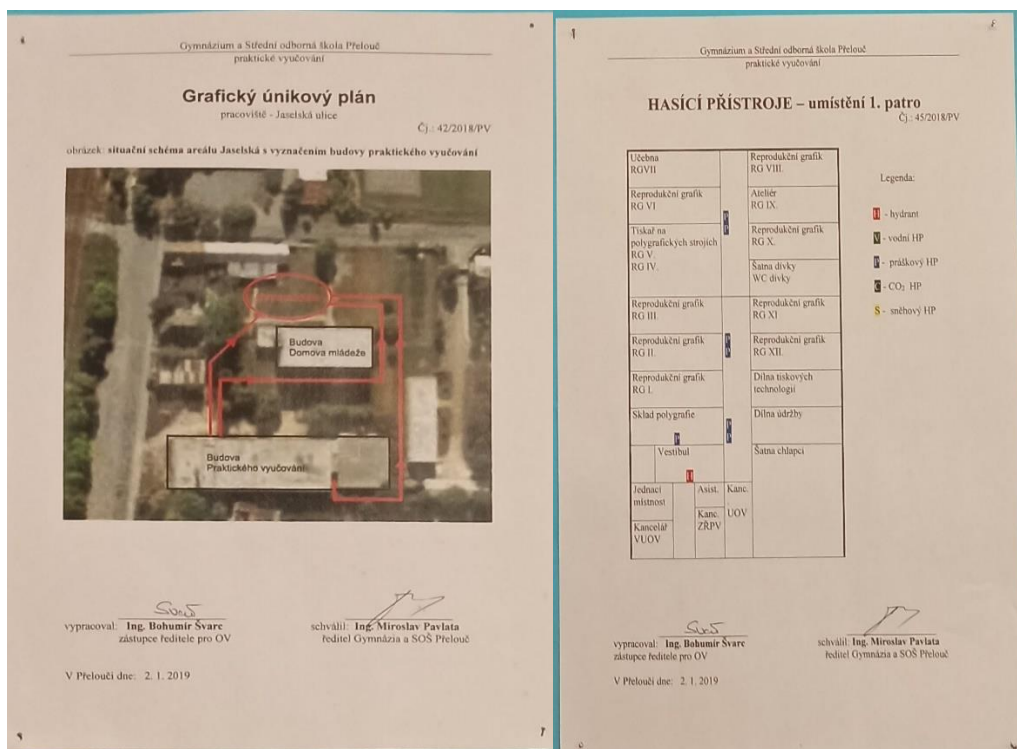 Gymnázium a Střední odborná škola Přelouč
praktické vyučování
Grafický únikový plán
pracoviště - Jaselská ulice
Čj.: 42/2018/PV
obrázek: situační schéma areálu Jaselská s vyznačením budovy praktického vyučování
Budova
Domova mládeže
Budova
Praktického vyučování
vypracoval: Ing. Bohumír Švarc
zástupce ředitele pro OV
schválil: Ing. Miroslav Pavlata
ředitel Gymnázia a SOŠ Přelouč
V Přelouči dne: 2. 1. 2019
Gymnázium a Střední odborná škola Přelouč
praktické vyučování
HASÍCÍ PŘÍSTROJE – umístění 1. patro
Čj.: 45/2018/PV
Učebna
RGVII
Reprodukční grafik
RG VI
Tiskař na
polygrafických strojích
RG V.
RG IV.
Reprodukční grafik
RG III.
Reprodukční grafik
RG II.
Reprodukční grafik
RG I.
Sklad polygrafie
P
Vestibul
H
Jednací
místnost
Kancelář
VUOV
Asist.
Kanc.
ZŘPV
Kanc.
UOV
P
P
P
P
P
P
Reprodukční grafik
RG VIII.
Ateliér
RG IX.
Reprodukční grafik
RG X.
Šatna dívky
WC dívky
Reprodukční grafik
RG XI
Reprodukční grafik
RG XII.
Dílna tiskových
technologií
Dílna údržby
Šatna chlapci
Legenda:
H - hydrant
V - vodní HP
P - práškový HP
C - CO₂ HP
S - sněhový HP
vypracoval: Ing. Bohumír Švarc
zástupce ředitele pro OV
schválil: Ing. Miroslav Pavlata
ředitel Gymnázia a SOŠ Přelouč
V Přelouči dne: 2. 1. 2019